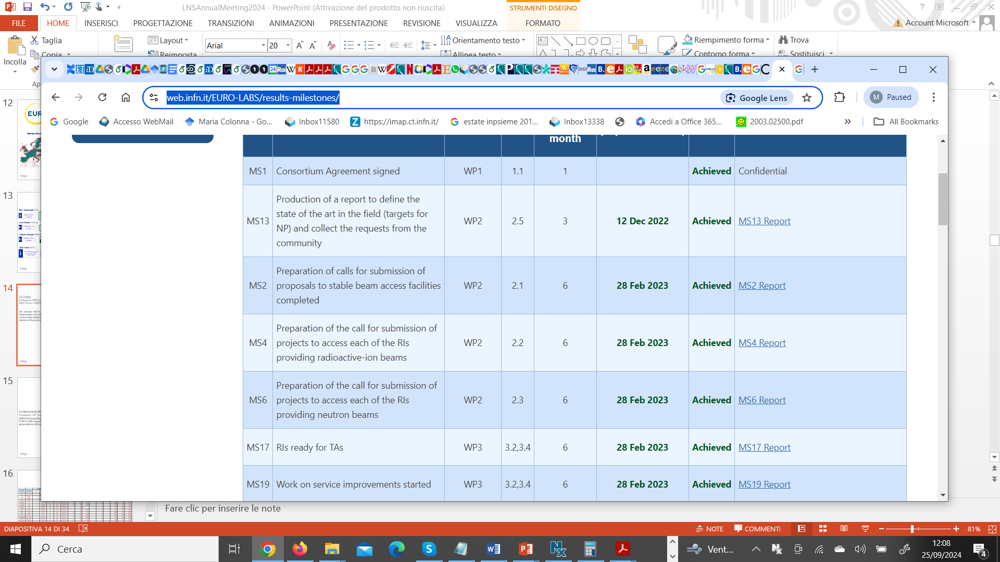 LNSAnnualMeeting2024 - PowerPoint (Attivazione del prodotto non riuscita)
STRUMENTI DISEGNO
FILE
HOME
INSERISCI
PROGETTAZIONE
TRANSIZIONI
ANIMAZIONI
PRESENTAZIONE
REVISIONE
VISUALIZZA
FORMATO
Account Microsoft
Incolla
Taglia
Copia
Layout
Reimposta
Arial
20
Orientamento testo
Allinea testo
Riempimento forma
Contorno forma
Trova
Sostituisci
web.infn.it/EURO-LABS/results-milestones/
Google Lens
M
Paused
Google
Accesso WebMail
Maria Colonna - Go...
Inbox11580
https://imap.ct.infn.it/
estate inpsieme 201...
Inbox13338
Accedi a Office 365...
2003.02500.pdf
All Bookmarks
month
MS1 Consortium Agreement signed WP1 1.1 1 Achieved Confidential
MS13 Production of a report to define the state of the art in the field (targets for NP) and collect the requests from the community WP2 2.5 3 12 Dec 2022 Achieved MS13 Report
MS2 Preparation of calls for submission of proposals to stable beam access facilities completed WP2 2.1 6 28 Feb 2023 Achieved MS2 Report
MS4 Preparation of the call for submission of projects to access each of the RIs providing radioactive-ion beams WP2 2.2 6 28 Feb 2023 Achieved MS4 Report
MS6 Preparation of the call for submission of projects to access each of the RIs providing neutron beams WP2 2.3 6 28 Feb 2023 Achieved MS6 Report
MS17 RIs ready for TAs WP3 3.2,3.4 6 28 Feb 2023 Achieved MS17 Report
MS19 Work on service improvements started WP3 3.2,3.4 6 28 Feb 2023 Achieved MS19 Report
12
13
14
15
16
Fare clic per inserire le note
DIAPOSITIVA 14 DI 34
NOTE
COMMENTI
81%
Cerca
Vent...
12:08
25/09/2024
4